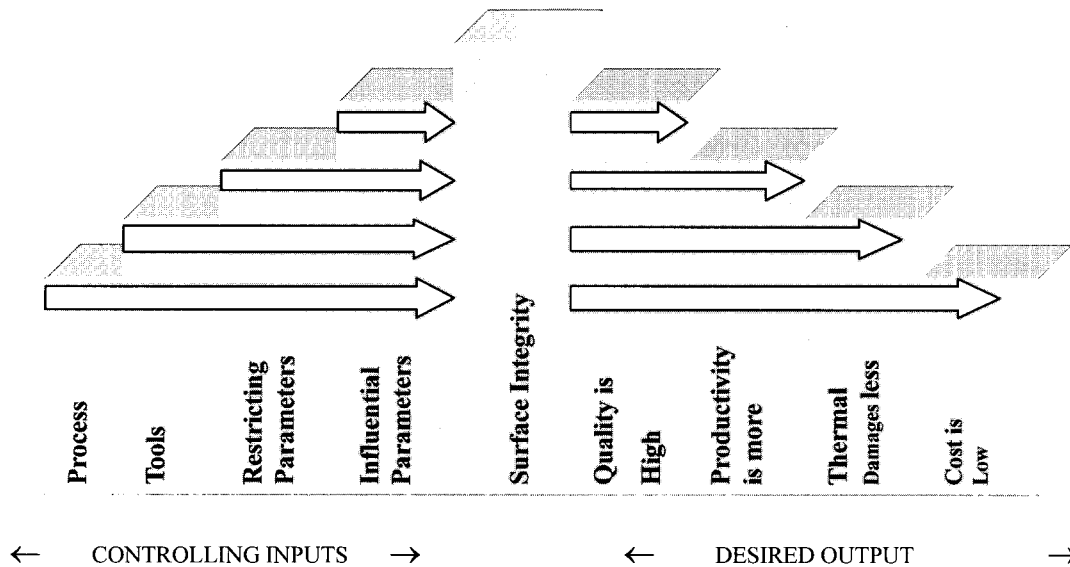 Process
Tools
Restricting
Parameters
Influential
Parameters
Surface Integrity
Quality is
High
Productivity
is more
Thermal
Damages less
Cost is
Low
← CONTROLLING INPUTS →
← DESIRED OUTPUT →